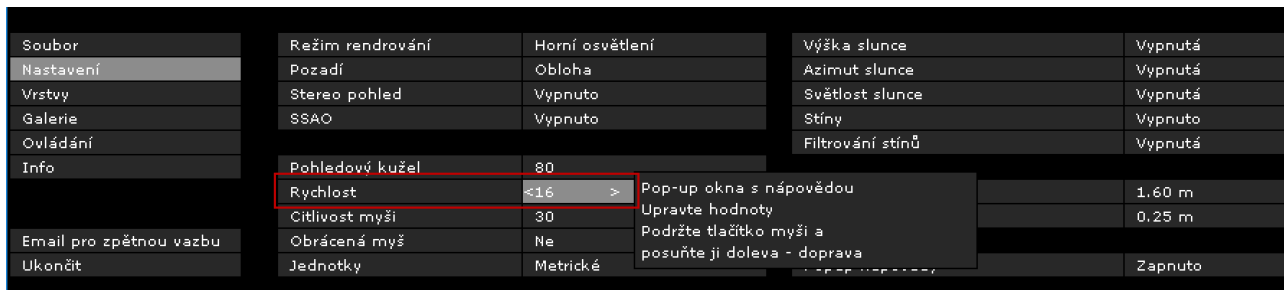 Soubor
Nastavení
Vrstvy
Galerie
Ovládání
Info
Email pro zpětnou vazbu
Ukončit
Režim rendrování Horní osvětlení
Pozadí Obloha
Stereo pohled Vypnuto
SSAO Vypnuto
Pohledový kužel 80
Rychlost <16 >
Citlivost myši 30
Obrácená myš Ne
Jednotky Metrické
Pop-up okna s nápovědou
Upravte hodnoty
Podržte tlačítko myši a
posuňte ji doleva - doprava
Výška slunce Vypnutá
Azimut slunce Vypnutá
Světlost slunce Vypnutá
Stíny Vypnuto
Filtrování stínů Vypnutá
1.60 m
0.25 m
Zapnuto